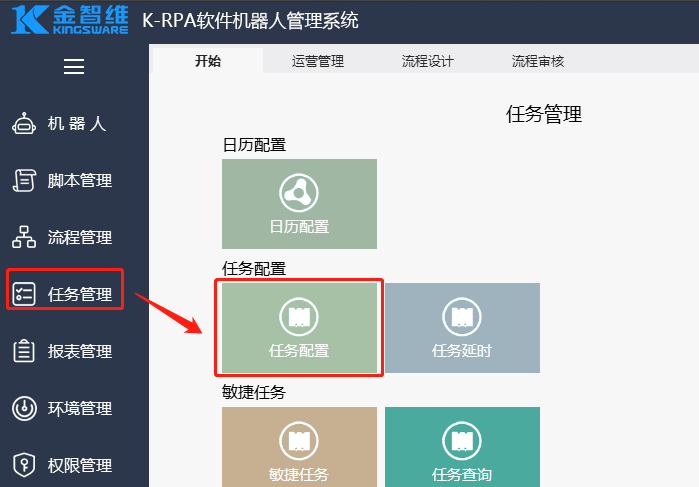 金智维 KINGSWARE K-RPA软件机器人管理系统
开始 运营管理 流程设计 流程审核
机 器 人
脚本管理
流程管理
任务管理
报表管理
环境管理
权限管理
任务管理
日历配置
日历配置
任务配置
任务配置 任务延时
敏捷任务
敏捷任务 任务查询